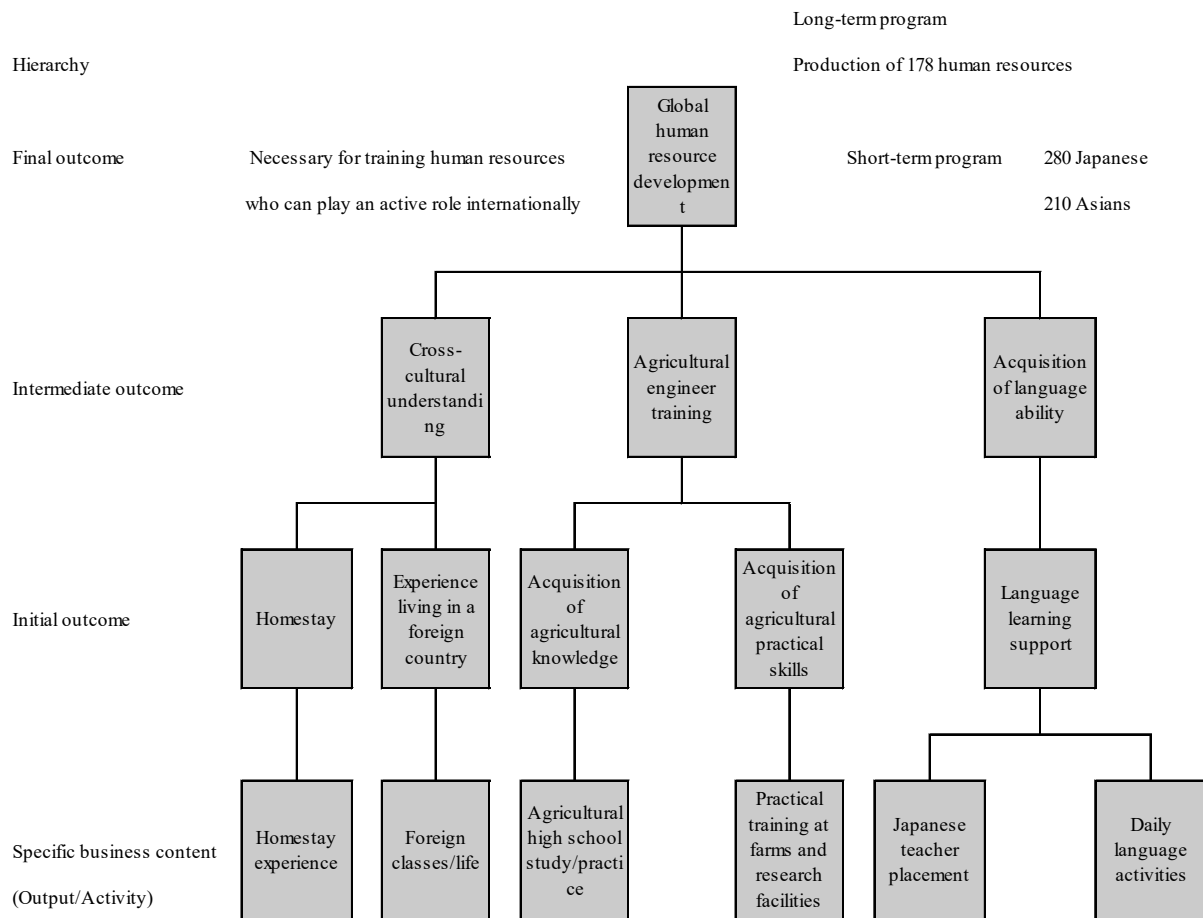 Long-term program
Hierarchy
Production of 178 human resources
Global
human
resource
developmen
t
Final outcome
Necessary for training human resources
who can play an active role internationally
Short-term program
280 Japanese
210 Asians
Intermediate outcome
Cross-
cultural
understandi
ng
Agricultural
engineer
training
Acquisition
of language
ability
Initial outcome
Homestay
Experience
living in a
foreign
country
Acquisition
of
agricultural
knowledge
Acquisition
of
agricultural
practical
skills
Language
learning
support
Specific business content
(Output/Activity)
Homestay
experience
Foreign
classes/life
Agricultural
high school
study/practi
ce
Practical
training at
farms and
research
facilities
Japanese
teacher
placement
Daily
language
activities